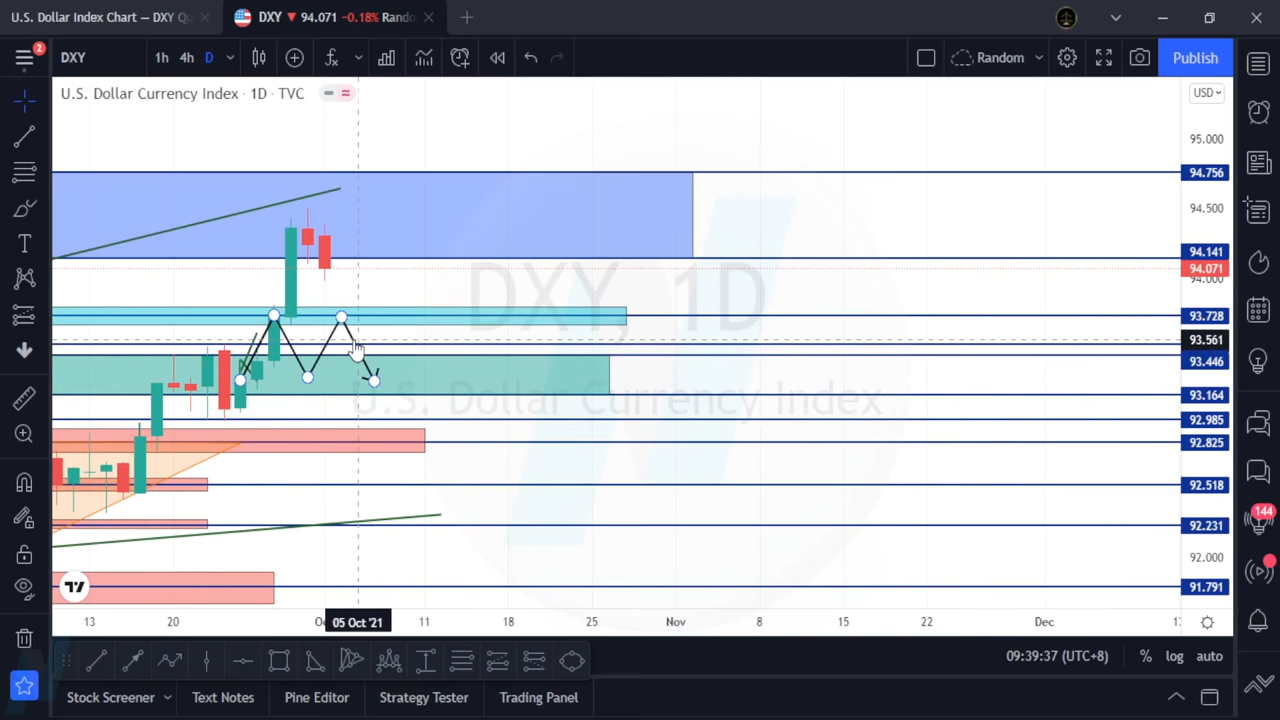 U.S. Dollar Index Chart — DXY Qu
DXY ▼ 94.071 −0.18% Rando
2
DXY
1h 4h D
Random
Publish
U.S. Dollar Currency Index · 1D · TVC
USD
95.000
94.756
94.500
94.141
94.071
94.000
93.728
93.561
93.446
93.164
92.985
92.825
92.518
92.231
92.000
91.791
DXY, 1D
U.S. Dollar Currency Index
144
13 20 05 Oct '21 11 18 25 Nov 8 15 22 Dec
09:39:37 (UTC+8) % log auto
Stock Screener Text Notes Pine Editor Strategy Tester Trading Panel